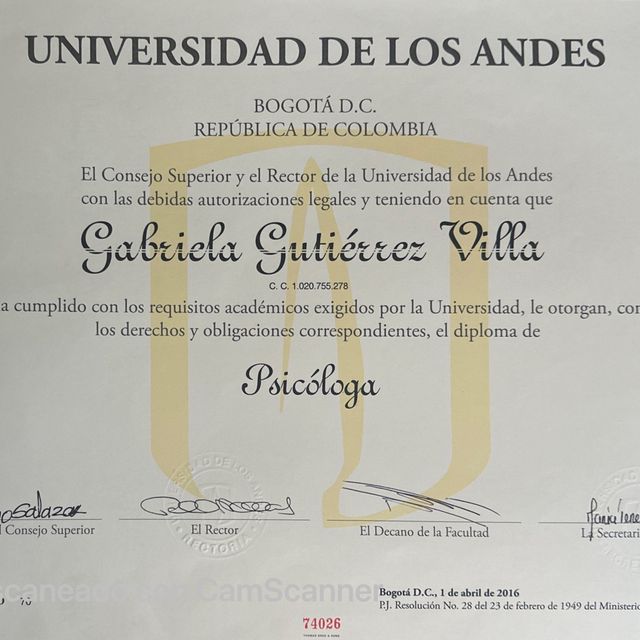 UNIVERSIDAD DE LOS ANDES
BOGOTÁ D.C.
REPÚBLICA DE COLOMBIA
El Consejo Superior y el Rector de la Universidad de los Andes
con las debidas autorizaciones legales y teniendo en cuenta que
Gabriela Gutiérrez Villa
C. C. 1.020.755.278
a cumplido con los requisitos académicos exigidos por la Universidad, le otorgan, con
los derechos y obligaciones correspondientes, el diploma de
Psicóloga
l Consejo Superior
El Rector
El Decano de la Facultad
La Secretari
RECTORIA
CamScanner
Bogotá D.C., 1 de abril de 2016
P.J. Resolución No. 28 del 23 de febrero de 1949 del Ministerio
74026